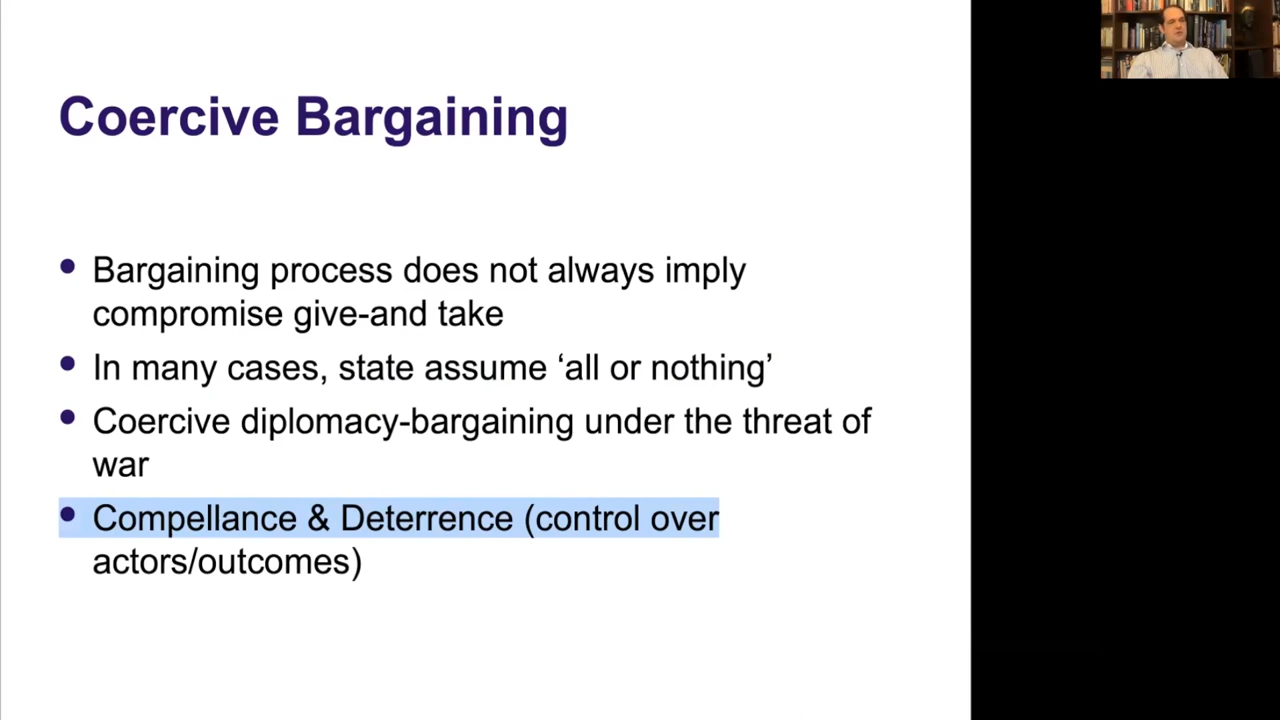 Coercive Bargaining
• Bargaining process does not always imply
compromise give-and take
• In many cases, state assume ‘all or nothing’
• Coercive diplomacy-bargaining under the threat of
war
• Compellance & Deterrence (control over
actors/outcomes)